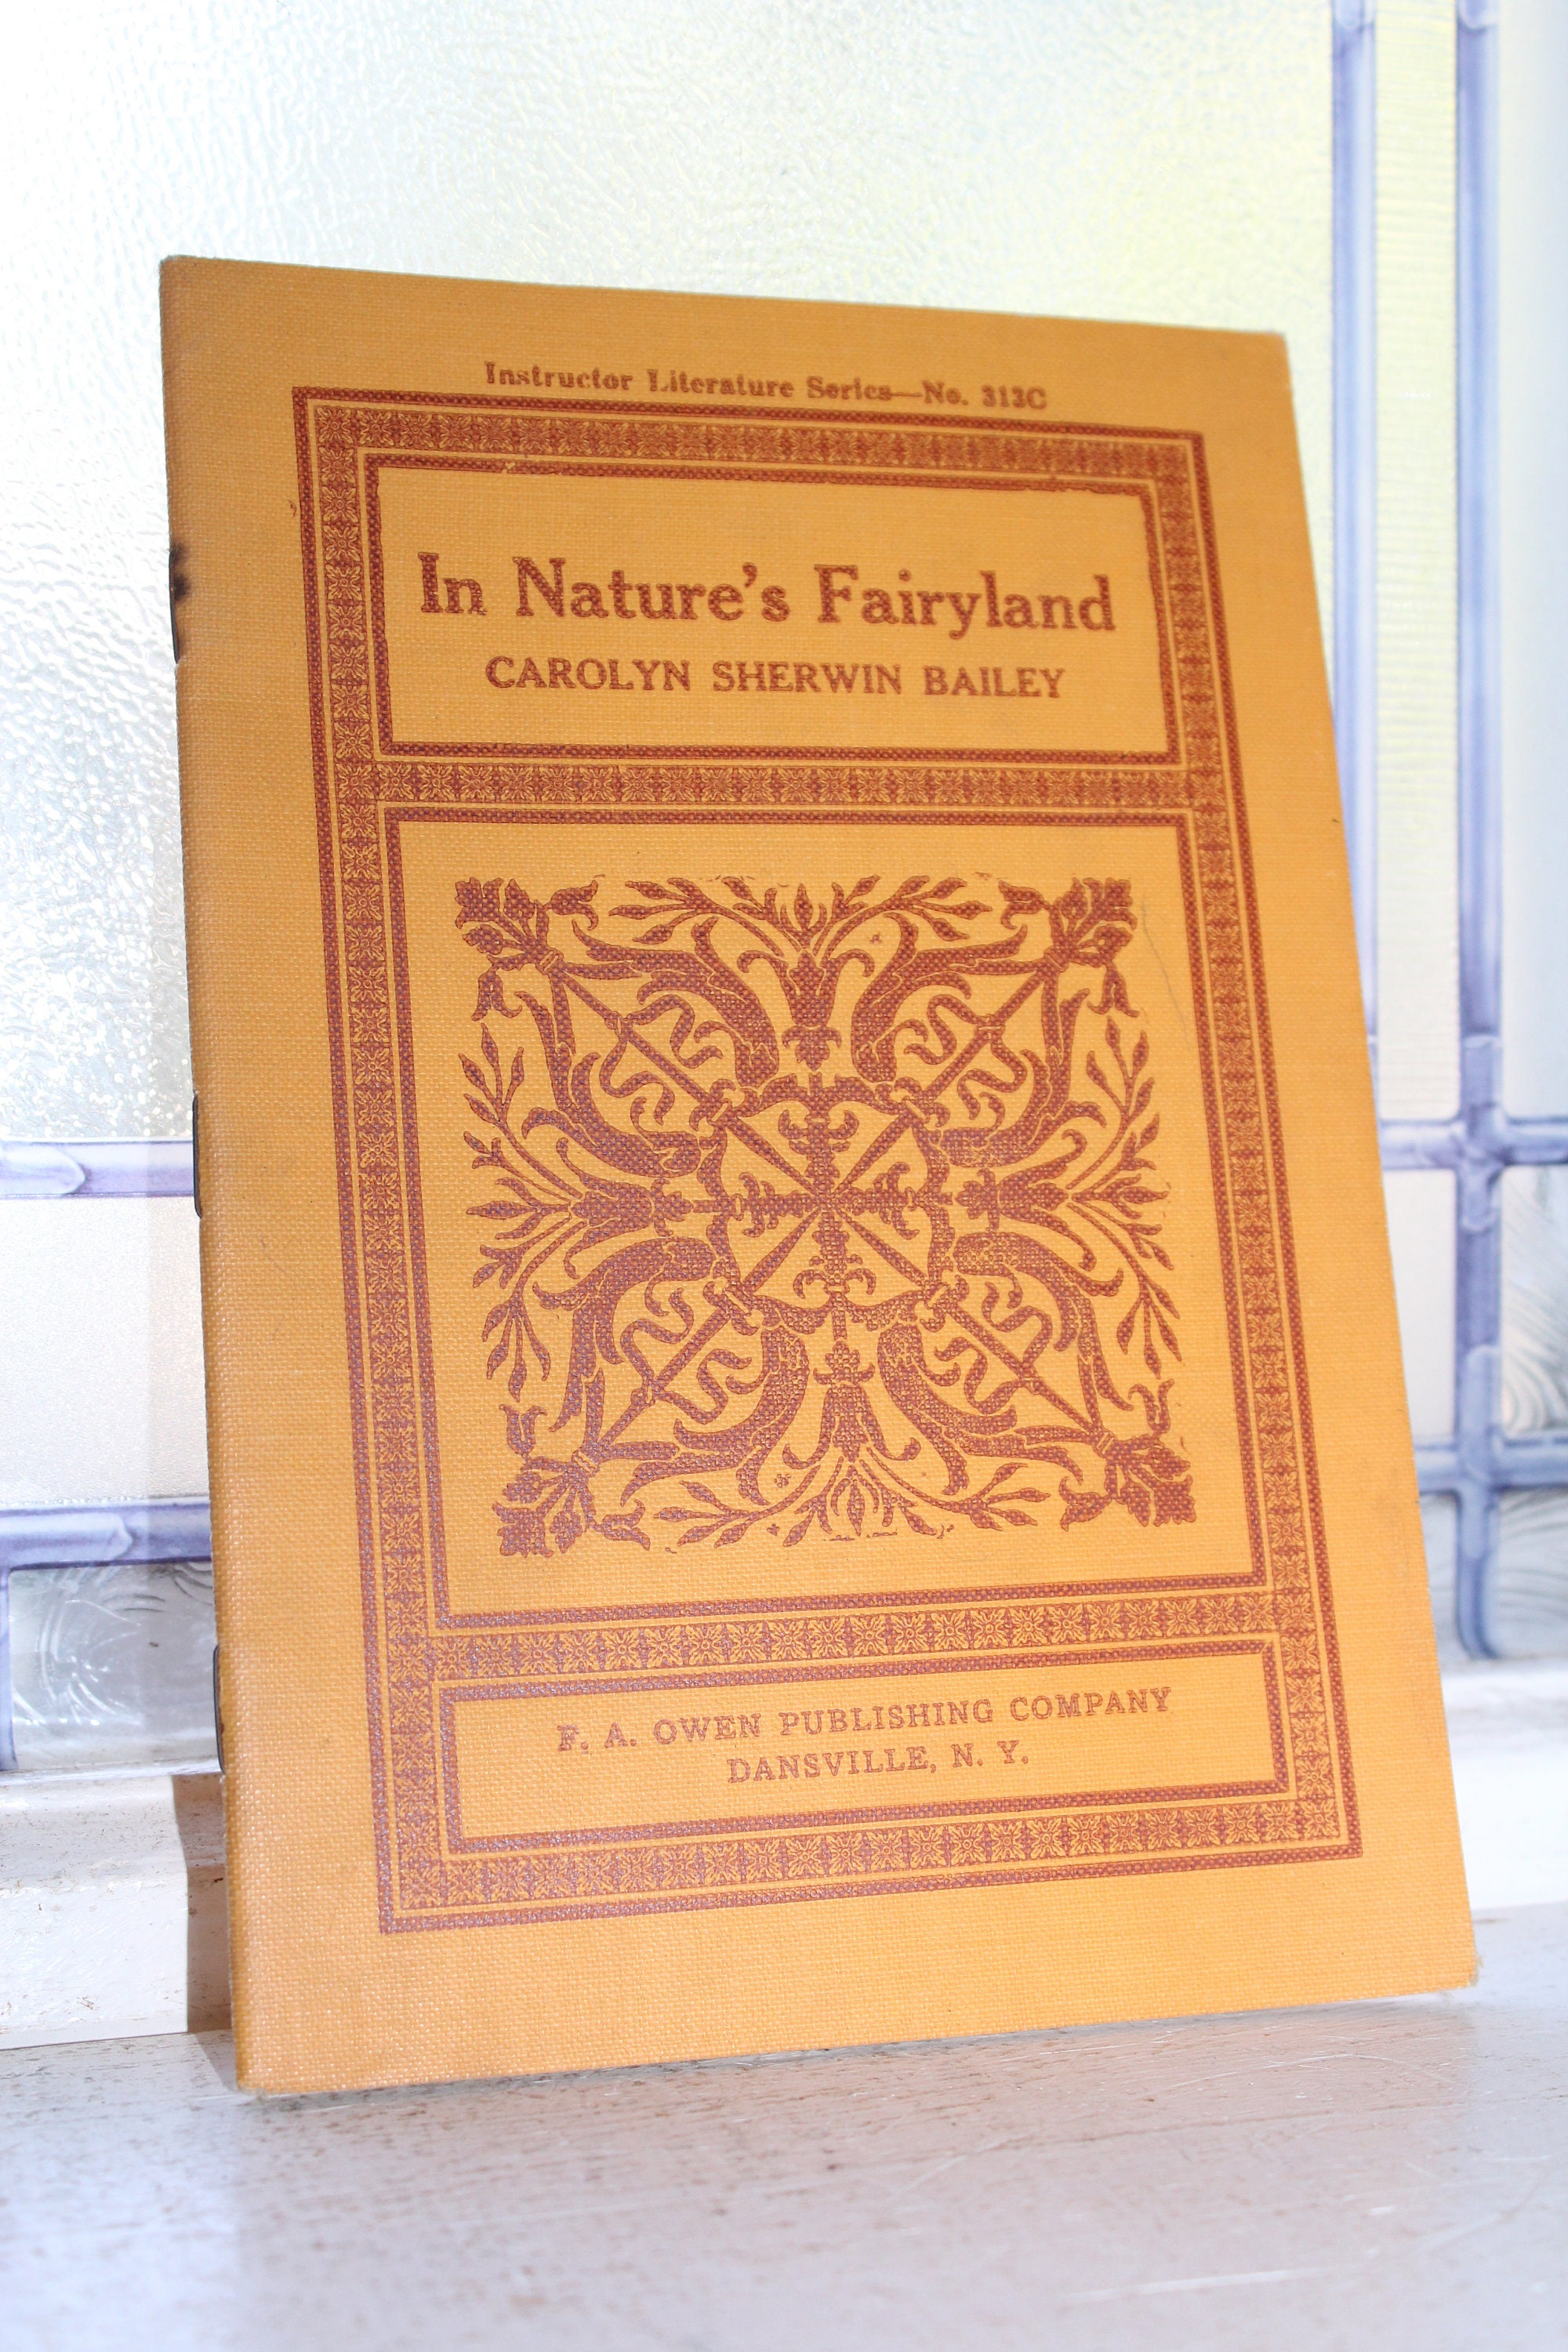 Instructor Literature Series—No. 313C
In Nature's Fairyland
CAROLYN SHERWIN BAILEY
F. A. OWEN PUBLISHING COMPANY
DANSVILLE, N. Y.